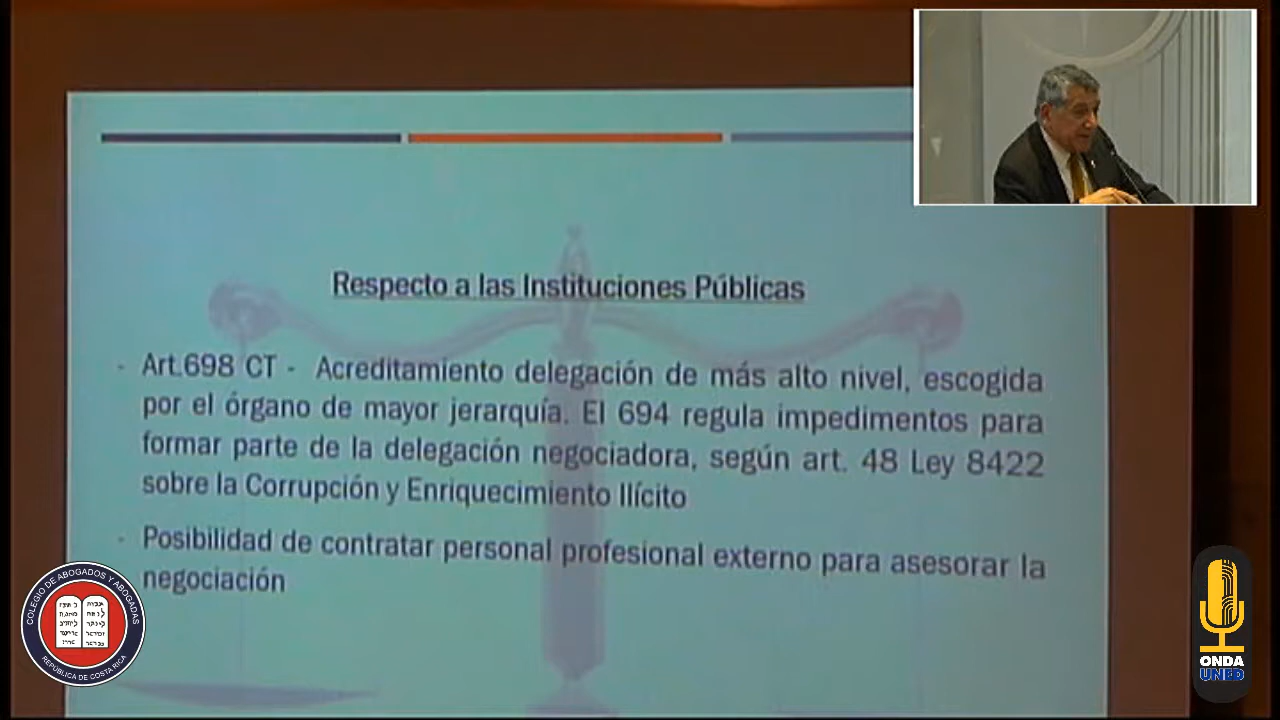 Respecto a las Instituciones Públicas
- Art.698 CT - Acreditamiento delegación de más alto nivel, escogida
por el órgano de mayor jerarquía. El 694 regula impedimentos para
formar parte de la delegación negociadora, según art. 48 Ley 8422
sobre la Corrupción y Enriquecimiento Ilícito
- Posibilidad de contratar personal profesional externo para asesorar la
negociación
COLEGIO DE ABOGADOS Y ABOGADAS
REPÚBLICA DE COSTA RICA
ONDA
UNED